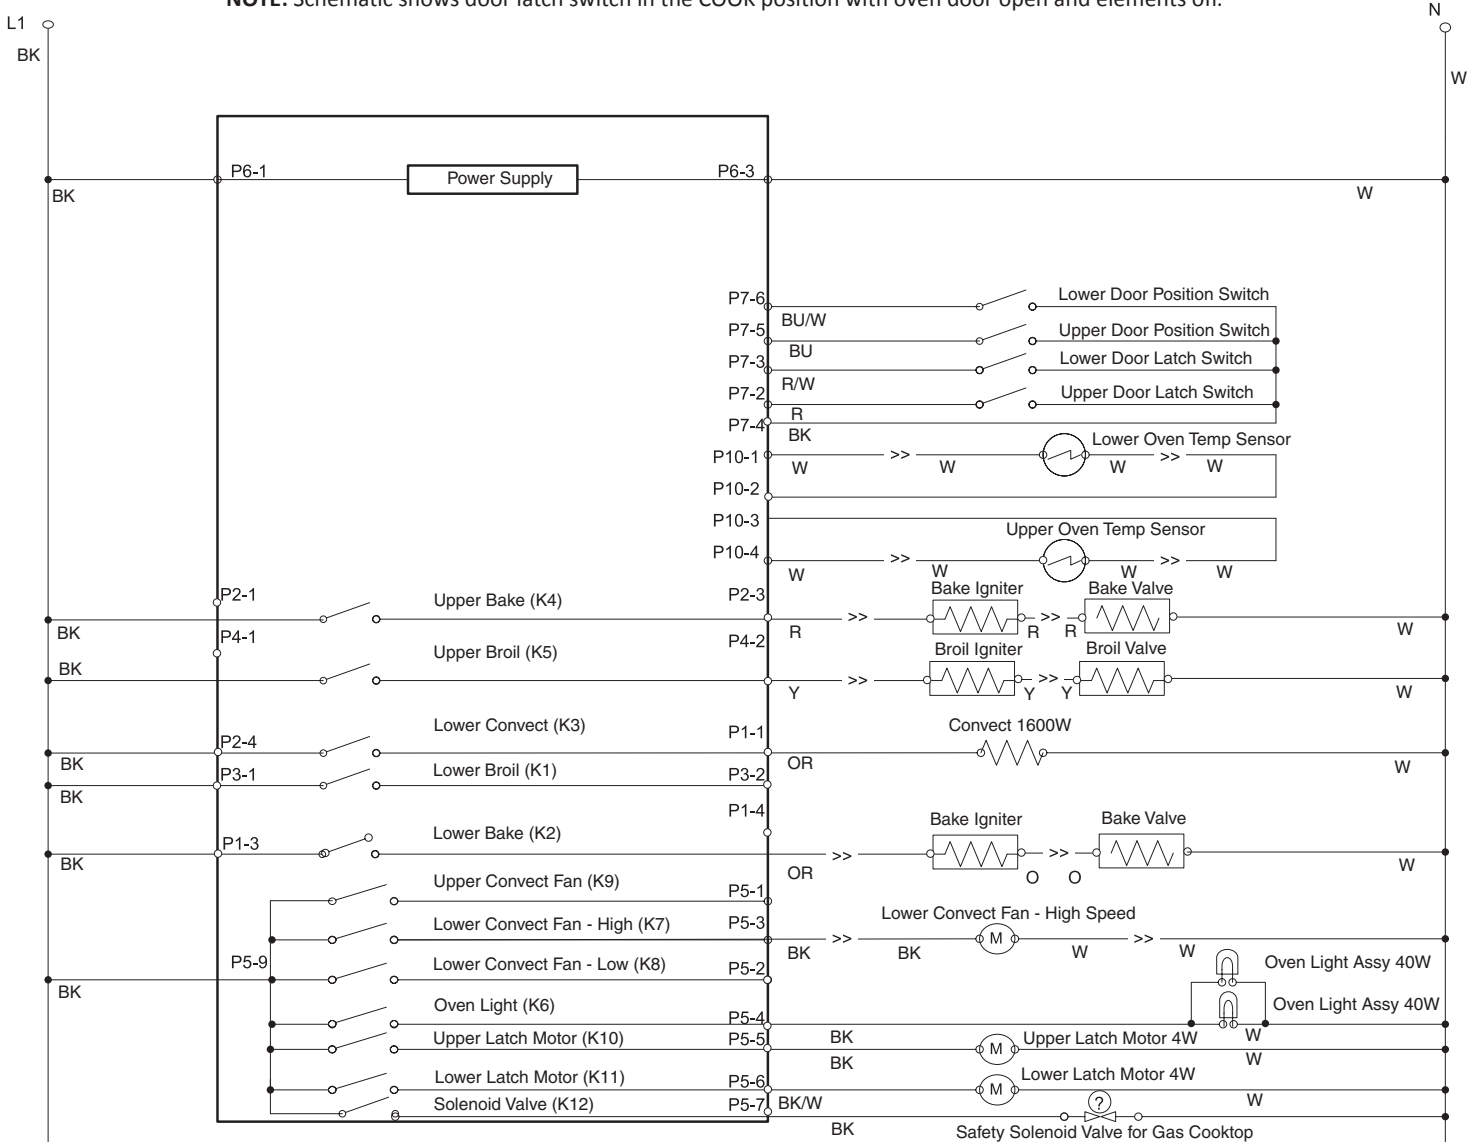 NOTE: Schematic shows door latch switch in the COOK position with oven door open and elements off.
L1
N
BK
W
P6-1
Power Supply
P6-3
BK
W
P7-6
Lower Door Position Switch
BU/W
P7-5
Upper Door Position Switch
BU
P7-3
Lower Door Latch Switch
R/W
P7-2
Upper Door Latch Switch
R
P7-4
BK
Lower Oven Temp Sensor
P10-1
W >> W W >> W
P10-2
P10-3
Upper Oven Temp Sensor
P10-4
W >> W W >> W
P2-1
Upper Bake (K4)
P2-3
Bake Igniter
Bake Valve
BK
R >> R >> R
W
P4-1
Upper Broil (K5)
P4-2
Broil Igniter
Broil Valve
BK
Y >> Y >> Y
W
Lower Convect (K3)
P1-1
Convect 1600W
P2-4
BK
OR
W
P3-1
Lower Broil (K1)
P3-2
BK
P1-4
P1-3
Lower Bake (K2)
Bake Igniter
Bake Valve
BK
OR >> O >> O
W
Upper Convect Fan (K9)
P5-1
Lower Convect Fan - High (K7)
P5-3
Lower Convect Fan - High Speed
BK >> BK M W >> W
P5-9
Lower Convect Fan - Low (K8)
P5-2
Oven Light Assy 40W
BK
Oven Light (K6)
P5-4
Oven Light Assy 40W
BK
W
Upper Latch Motor (K10)
P5-5
M
Upper Latch Motor 4W
BK
W
Lower Latch Motor (K11)
P5-6
M
Lower Latch Motor 4W
BK/W
W
Solenoid Valve (K12)
P5-7
?
BK
Safety Solenoid Valve for Gas Cooktop